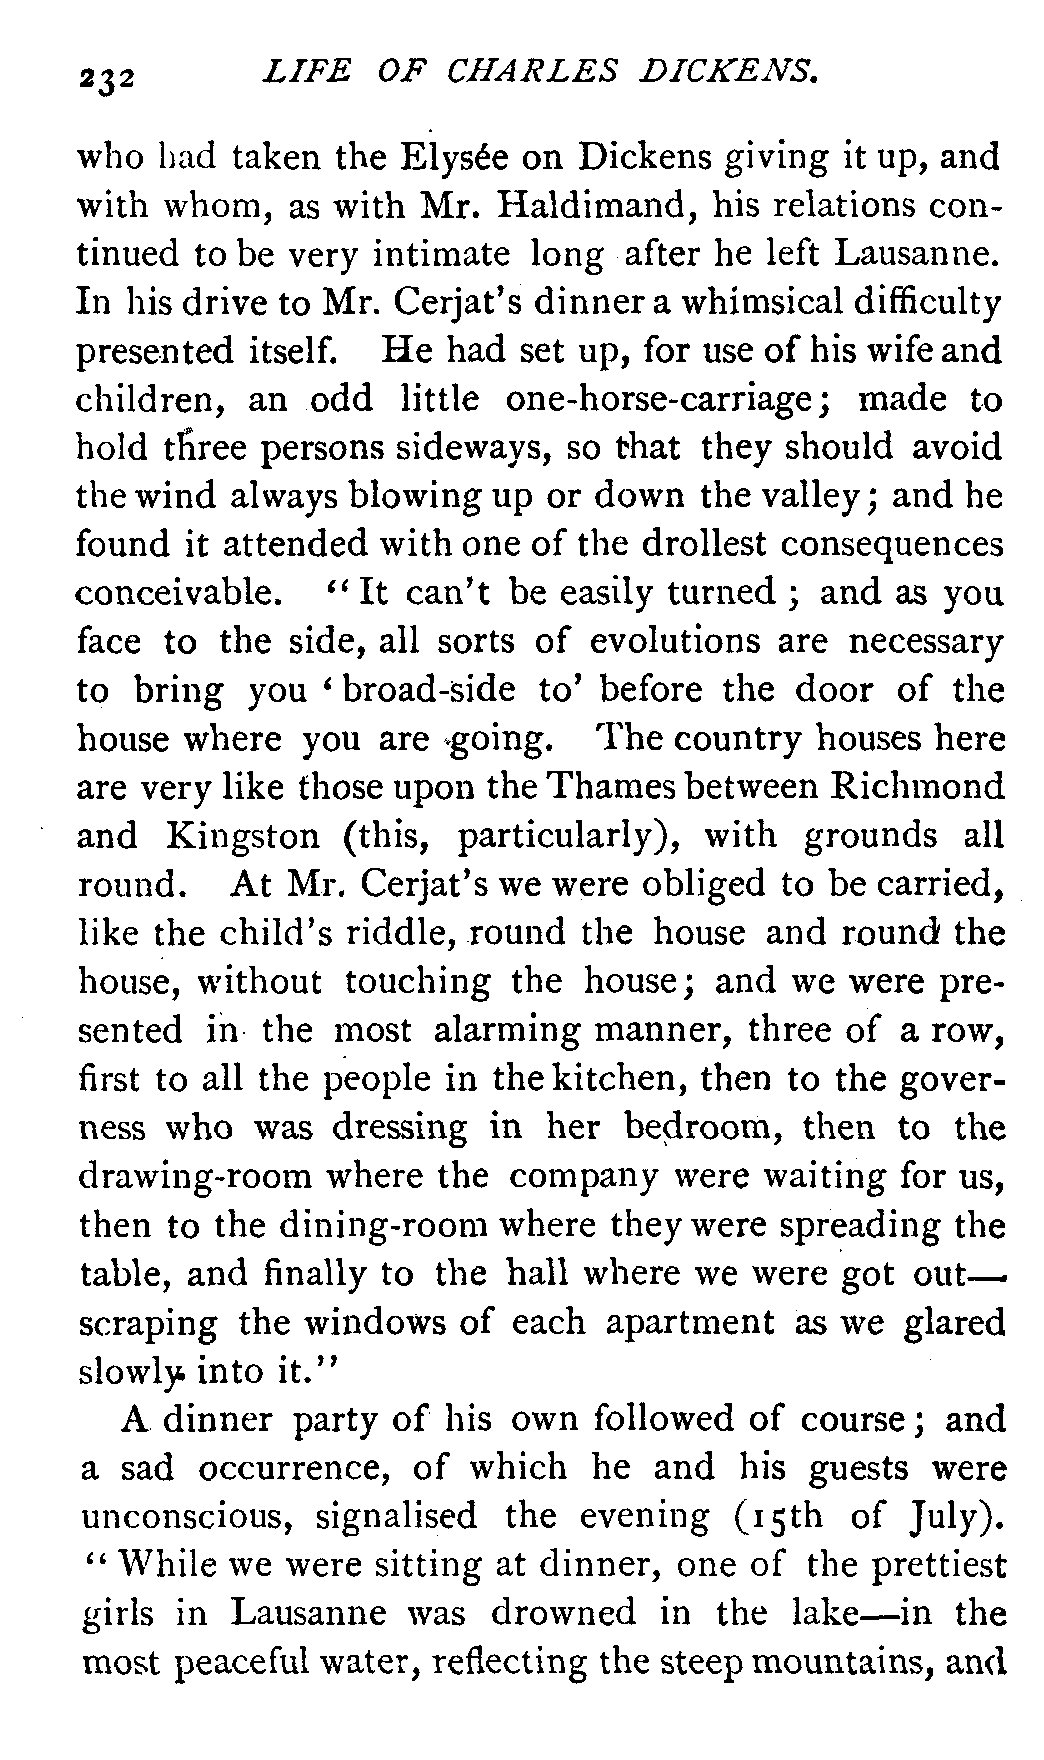 232 LIFE OF CHARLES DICKENS.
who had taken the Elysée on Dickens giving it up, and
with whom, as with Mr. Haldimand, his relations con-
tinued to be very intimate long after he left Lausanne.
In his drive to Mr. Cerjat's dinner a whimsical difficulty
presented itself. He had set up, for use of his wife and
children, an odd little one-horse-carriage; made to
hold three persons sideways, so that they should avoid
the wind always blowing up or down the valley; and he
found it attended with one of the drollest consequences
conceivable. "It can't be easily turned; and as you
face to the side, all sorts of evolutions are necessary
to bring you 'broad-side to' before the door of the
house where you are going. The country houses here
are very like those upon the Thames between Richmond
and Kingston (this, particularly), with grounds all
round. At Mr. Cerjat's we were obliged to be carried,
like the child's riddle, round the house and round the
house, without touching the house; and we were pre-
sented in the most alarming manner, three of a row,
first to all the people in the kitchen, then to the gover-
ness who was dressing in her bedroom, then to the
drawing-room where the company were waiting for us,
then to the dining-room where they were spreading the
table, and finally to the hall where we were got out—
scraping the windows of each apartment as we glared
slowly into it."
A dinner party of his own followed of course; and
a sad occurrence, of which he and his guests were
unconscious, signalised the evening (15th of July).
"While we were sitting at dinner, one of the prettiest
girls in Lausanne was drowned in the lake—in the
most peaceful water, reflecting the steep mountains, and